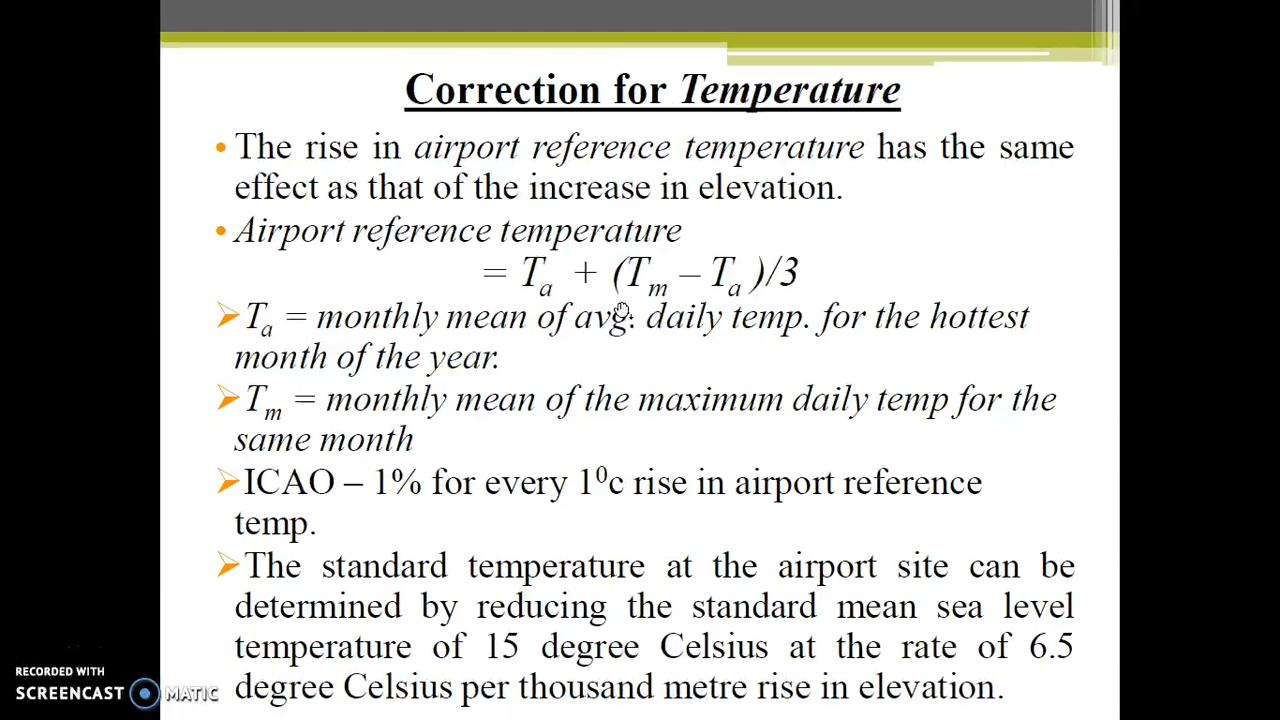 Correction for Temperature
• The rise in airport reference temperature has the same
effect as that of the increase in elevation.
• Airport reference temperature
= Tₐ + (Tₘ – Tₐ )/3
➢Tₐ = monthly mean of avg. daily temp. for the hottest
month of the year.
➢Tₘ = monthly mean of the maximum daily temp for the
same month
➢ICAO – 1% for every 1⁰c rise in airport reference
temp.
➢The standard temperature at the airport site can be
determined by reducing the standard mean sea level
temperature of 15 degree Celsius at the rate of 6.5
degree Celsius per thousand metre rise in elevation.
RECORDED WITH
SCREENCAST MATIC